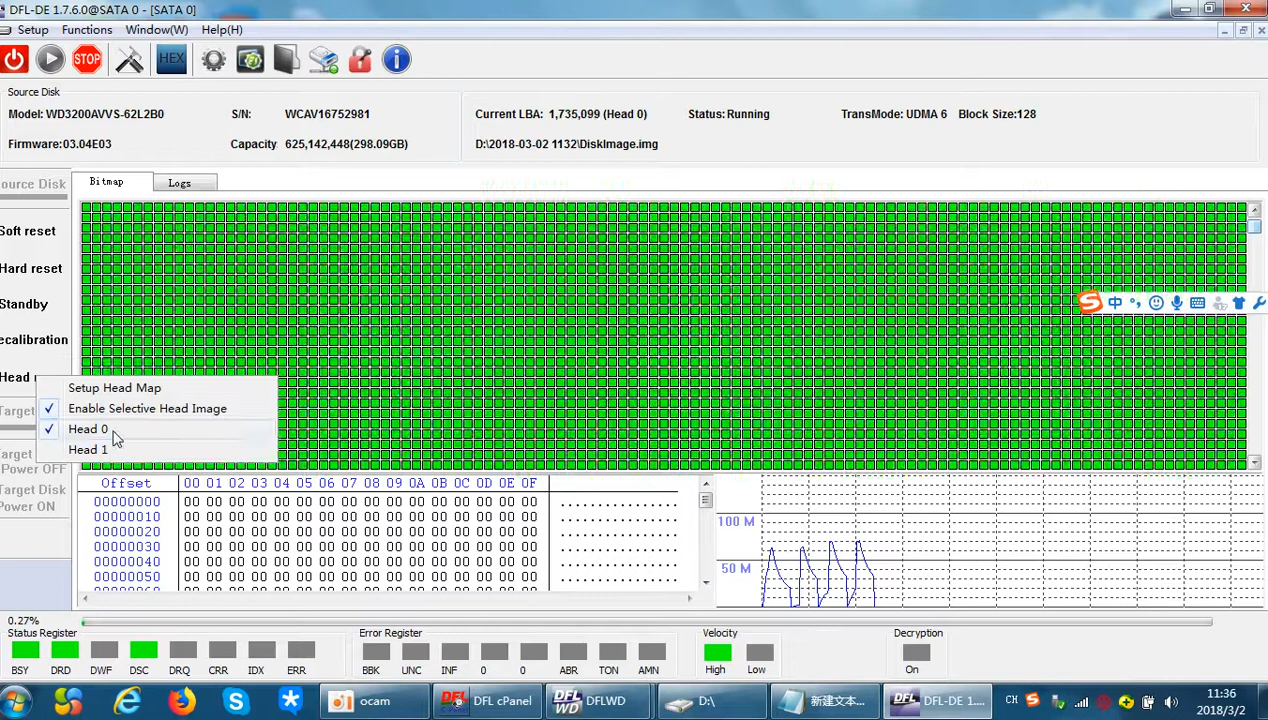 DFL-DE 1.7.6.0@SATA 0 - [SATA 0]
Setup Functions Window(W) Help(H)
STOP HEX
Source Disk
Model: WD3200AVVS-62L2B0 S/N: WCAV16752981 Current LBA: 1,735,099 (Head 0) Status:Running TransMode: UDMA 6 Block Size:128
Firmware:03.04E03 Capacity 625,142,448(298.09GB) D:\2018-03-02 1132\DiskImage.img
ource Disk Bitmap Logs
Soft reset
Hard reset
Standby
中
ecalibration
Head
Setup Head Map
Enable Selective Head Image
Head 0
Head 1
Target
Target
Power OFF
Target Disk
Power ON
Offset 00 01 02 03 04 05 06 07 08 09 0A 0B 0C 0D 0E 0F
00000000 00 00 00 00 00 00 00 00 00 00 00 00 00 00 00 00 ................
00000010 00 00 00 00 00 00 00 00 00 00 00 00 00 00 00 00 ................
00000020 00 00 00 00 00 00 00 00 00 00 00 00 00 00 00 00 ................
00000030 00 00 00 00 00 00 00 00 00 00 00 00 00 00 00 00 ................
00000040 00 00 00 00 00 00 00 00 00 00 00 00 00 00 00 00 ................
00000050 00 00 00 00 00 00 00 00 00 00 00 00 00 00 00 00 ................
100 M
50 M
0.27%
Status Register Error Register Velocity Decryption
BSY DRD DWF DSC DRQ CRR IDX ERR BBK UNC INF 0 0 ABR TON AMN High Low On
ocam DFL cPanel DFL WD DFLWD D:\ 新建文本... DFL DFL-DE 1.... CH 11:36
2018/3/2